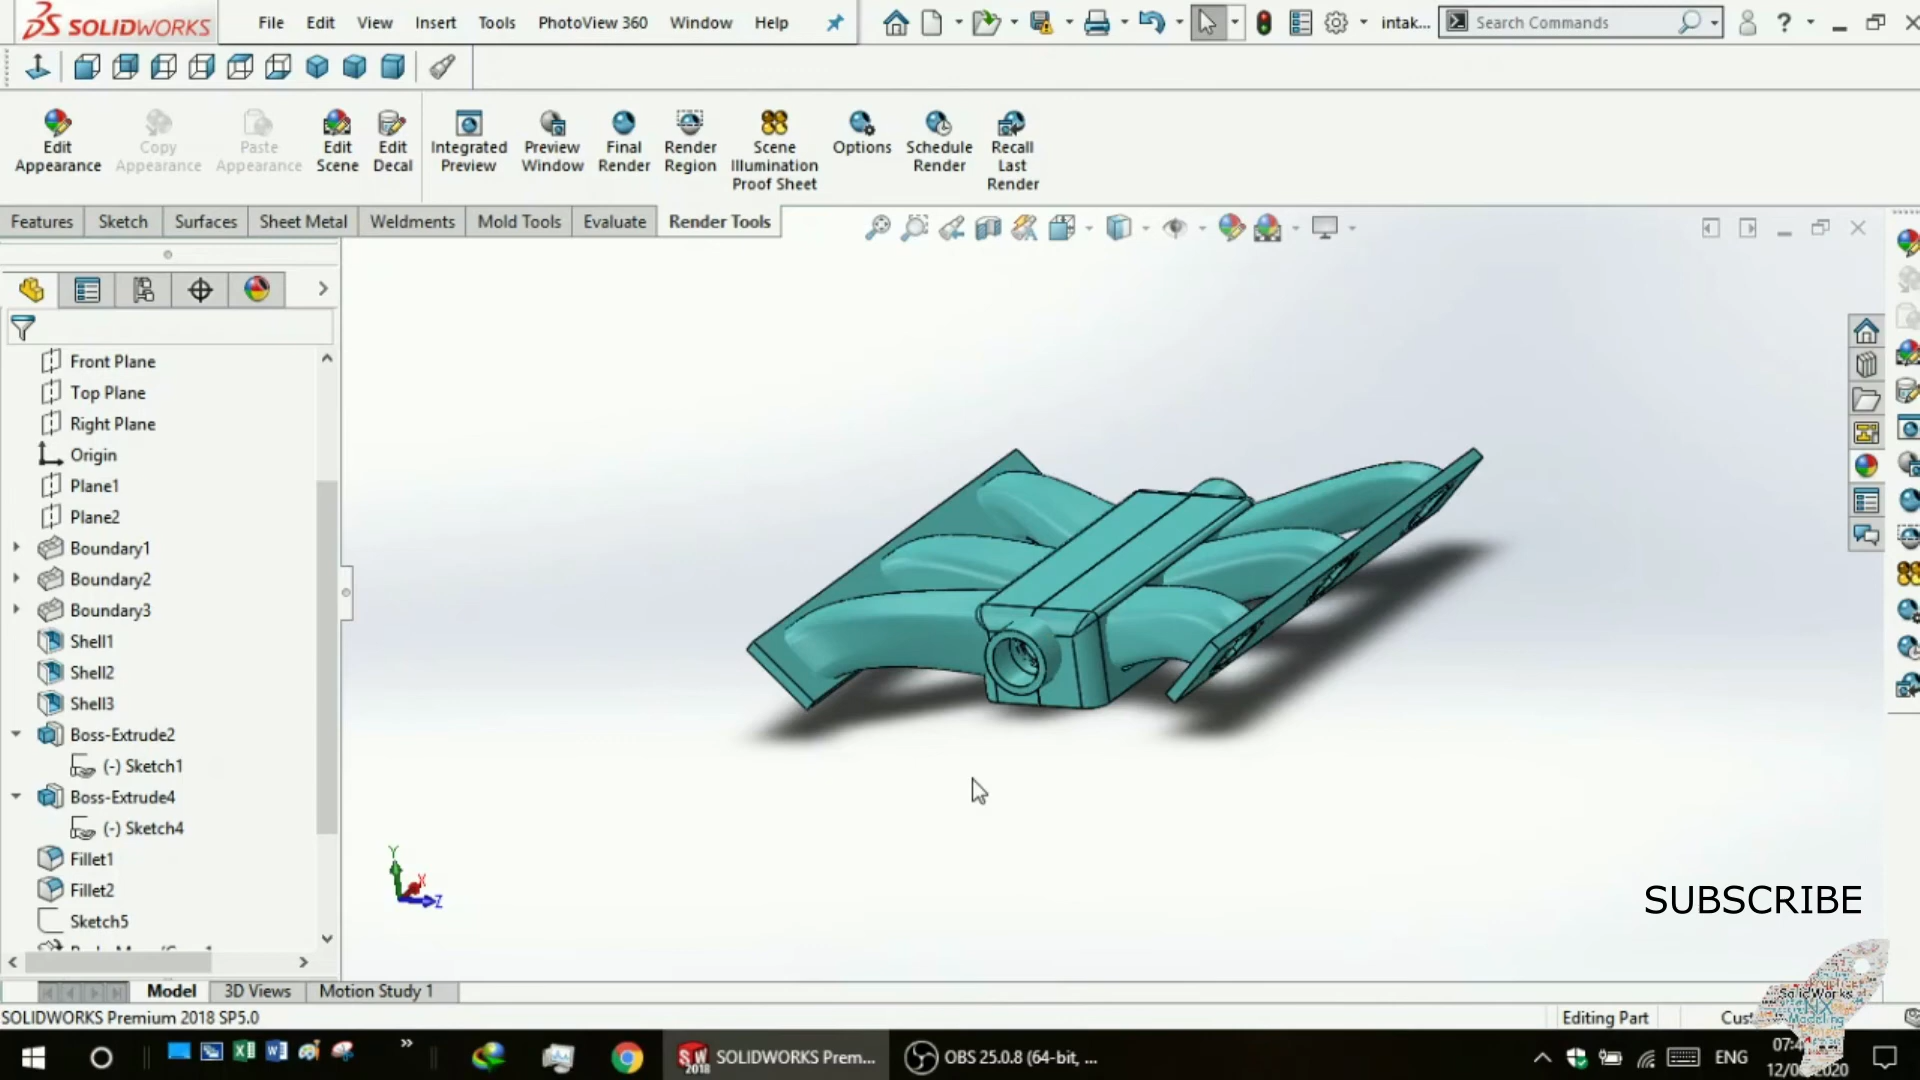 SOLIDWORKS
File Edit View Insert Tools PhotoView 360 Window Help
intak...
Search Commands
Edit Appearance
Copy Appearance
Paste Appearance
Edit Scene
Edit Decal
Integrated Preview
Preview Window
Final Render
Render Region
Scene Illumination Proof Sheet
Options
Schedule Render
Recall Last Render
Features Sketch Surfaces Sheet Metal Weldments Mold Tools Evaluate Render Tools
Front Plane
Top Plane
Right Plane
Origin
Plane1
Plane2
Boundary1
Boundary2
Boundary3
Shell1
Shell2
Shell3
Boss-Extrude2
(-) Sketch1
Boss-Extrude4
(-) Sketch4
Fillet1
Fillet2
Sketch5
Y
X
Z
SUBSCRIBE
SolidWorks
NX
Modeling
Model 3D Views Motion Study 1
SOLIDWORKS Premium 2018 SP5.0
Editing Part
SOLIDWORKS Prem...
OBS 25.0.8 (64-bit, ...
ENG